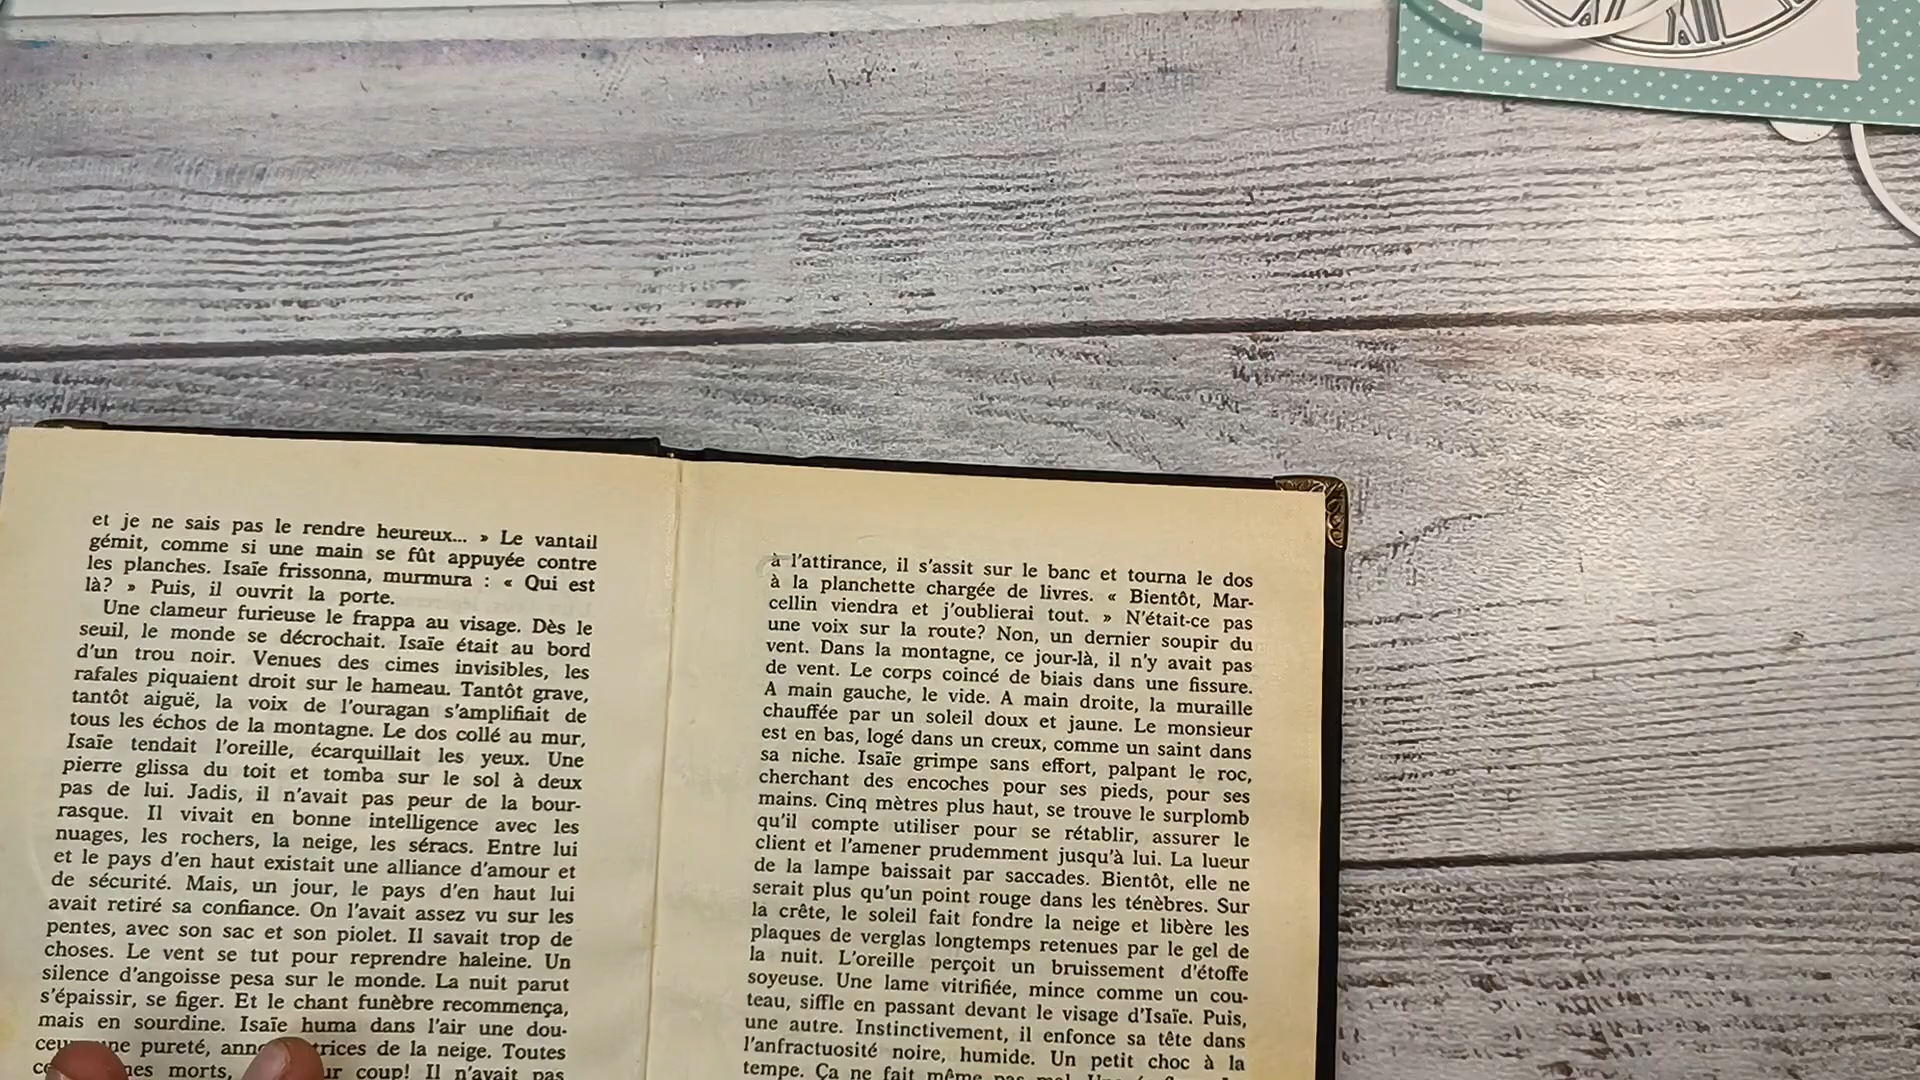 et je ne sais pas le rendre heureux... » Le vantail
gémit, comme si une main se fût appuyée contre
les planches. Isaïe frissonna, murmura : « Qui est
là? » Puis, il ouvrit la porte.
Une clameur furieuse le frappa au visage. Dès le
seuil, le monde se décrochait. Isaïe était au bord
d'un trou noir. Venues des cimes invisibles, les
rafales piquaient droit sur le hameau. Tantôt grave,
tantôt aiguë, la voix de l'ouragan s'amplifiait de
tous les échos de la montagne. Le dos collé au mur,
Isaïe tendait l'oreille, écarquillait les yeux. Une
pierre glissa du toit et tomba sur le sol à deux
pas de lui. Jadis, il n'avait pas peur de la bour-
rasque. Il vivait en bonne intelligence avec les
nuages, les rochers, la neige, les séracs. Entre lui
et le pays d'en haut existait une alliance d'amour et
de sécurité. Mais, un jour, le pays d'en haut lui
avait retiré sa confiance. On l'avait assez vu sur les
pentes, avec son sac et son piolet. Il savait trop de
choses. Le vent se tut pour reprendre haleine. Un
silence d'angoisse pesa sur le monde. La nuit parut
s'épaissir, se figer. Et le chant funèbre recommença,
mais en sourdine. Isaïe huma dans l'air une dou-
pureté, de la neige. Toutes
morts, coup! Il n'avait pas
à l'attirance, il s'assit sur le banc et tourna le dos
à la planchette chargée de livres. « Bientôt, Mar-
cellin viendra et j'oublierai tout. » N'était-ce pas
une voix sur la route? Non, un dernier soupir du
vent. Dans la montagne, ce jour-là, il n'y avait pas
de vent. Le corps coincé de biais dans une fissure.
A main gauche, le vide. A main droite, la muraille
chauffée par un soleil doux et jaune. Le monsieur
est en bas, logé dans un creux, comme un saint dans
sa niche. Isaïe grimpe sans effort, palpant le roc,
cherchant des encoches pour ses pieds, pour ses
mains. Cinq mètres plus haut, se trouve le surplomb
qu'il compte utiliser pour se rétablir, assurer le
client et l'amener prudemment jusqu'à lui. La lueur
de la lampe baissait par saccades. Bientôt, elle ne
serait plus qu'un point rouge dans les ténèbres. Sur
la crête, le soleil fait fondre la neige et libère les
plaques de verglas longtemps retenues par le gel de
la nuit. L'oreille perçoit un bruissement d'étoffe
soyeuse. Une lame vitrifiée, mince comme un cou-
teau, siffle en passant devant le visage d'Isaïe. Puis,
une autre. Instinctivement, il enfonce sa tête dans
l'anfractuosité noire, humide. Un petit choc à la
tempe. Ça ne fait même pas mal.